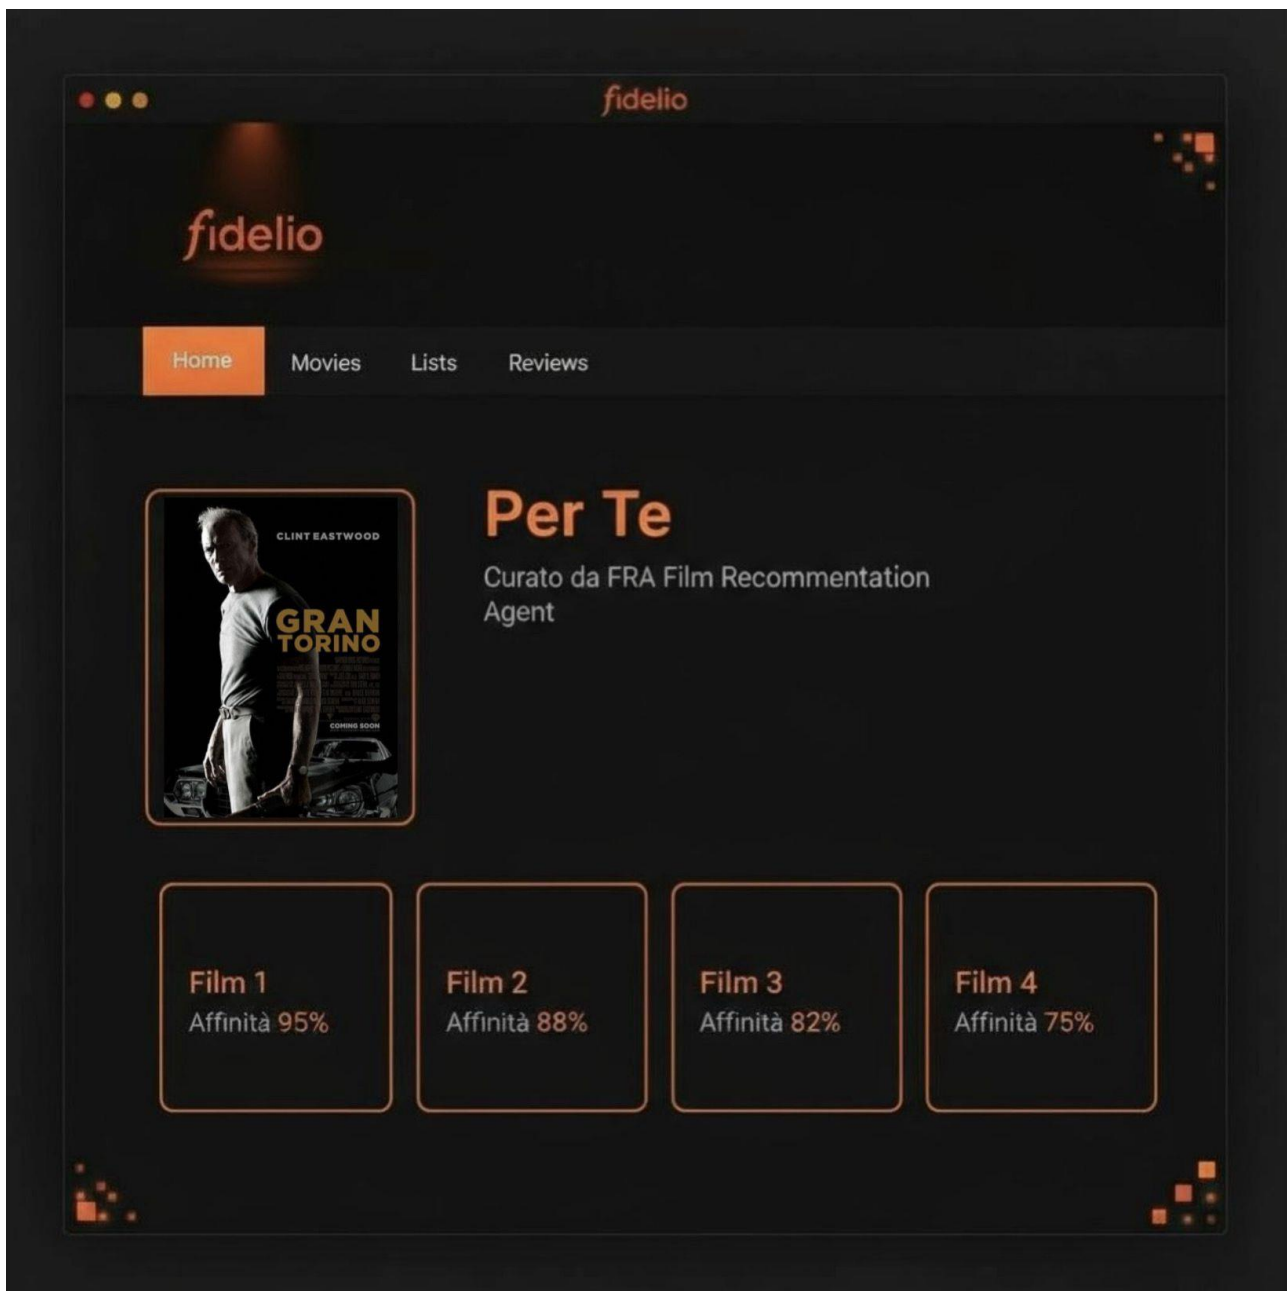 fidelio
fidelio
Home Movies Lists Reviews
CLINT EASTWOOD
GRAN
TORINO
COMING SOON
Per Te
Curato da FRA Film Recommentation
Agent
Film 1
Affinità 95%
Film 2
Affinità 88%
Film 3
Affinità 82%
Film 4
Affinità 75%